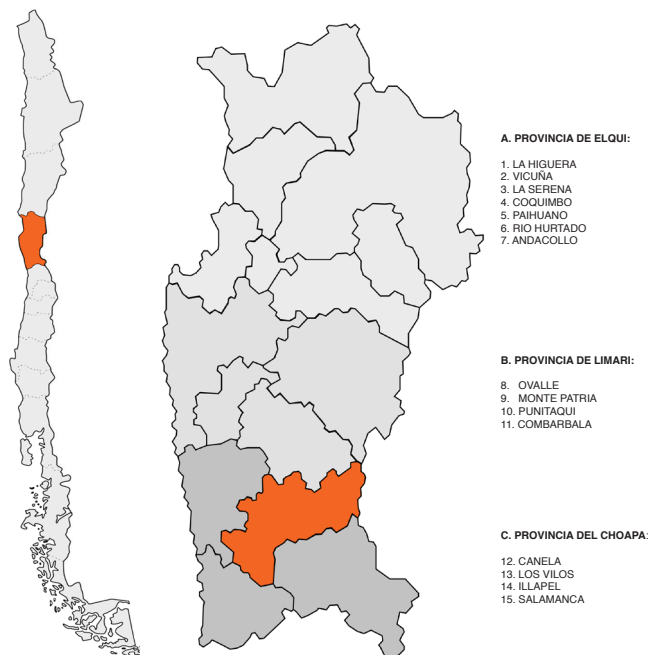 A. PROVINCIA DE ELQUI:
1. LA HIGUERA
2. VICUÑA
3. LA SERENA
4. COQUIMBO
5. PAIHUANO
6. RIO HURTADO
7. ANDACOLLO
B. PROVINCIA DE LIMARI:
8. OVALLE
9. MONTE PATRIA
10. PUNITAQUI
11. COMBARBALA
C. PROVINCIA DEL CHOAPA:
12. CANELA
13. LOS VILOS
14. ILLAPEL
15. SALAMANCA